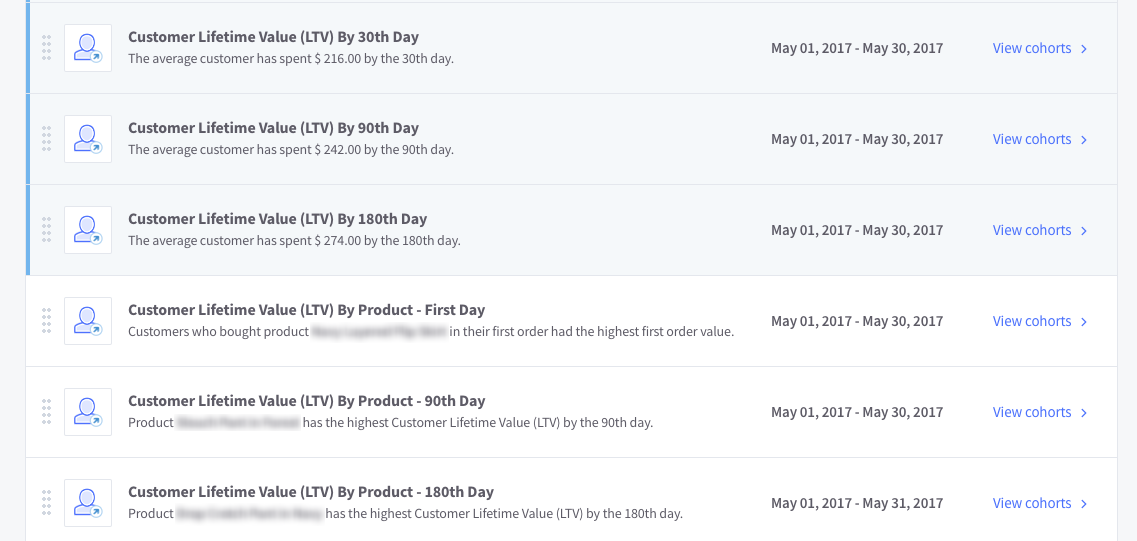 Customer Lifetime Value (LTV) By 30th Day
The average customer has spent $ 216.00 by the 30th day.
May 01, 2017 - May 30, 2017
View cohorts
Customer Lifetime Value (LTV) By 90th Day
The average customer has spent $ 242.00 by the 90th day.
May 01, 2017 - May 30, 2017
View cohorts
Customer Lifetime Value (LTV) By 180th Day
The average customer has spent $ 274.00 by the 180th day.
May 01, 2017 - May 30, 2017
View cohorts
Customer Lifetime Value (LTV) By Product - First Day
Customers who bought product in their first order had the highest first order value.
May 01, 2017 - May 30, 2017
View cohorts
Customer Lifetime Value (LTV) By Product - 90th Day
Product has the highest Customer Lifetime Value (LTV) by the 90th day.
May 01, 2017 - May 30, 2017
View cohorts
Customer Lifetime Value (LTV) By Product - 180th Day
Product has the highest Customer Lifetime Value (LTV) by the 180th day.
May 01, 2017 - May 31, 2017
View cohorts